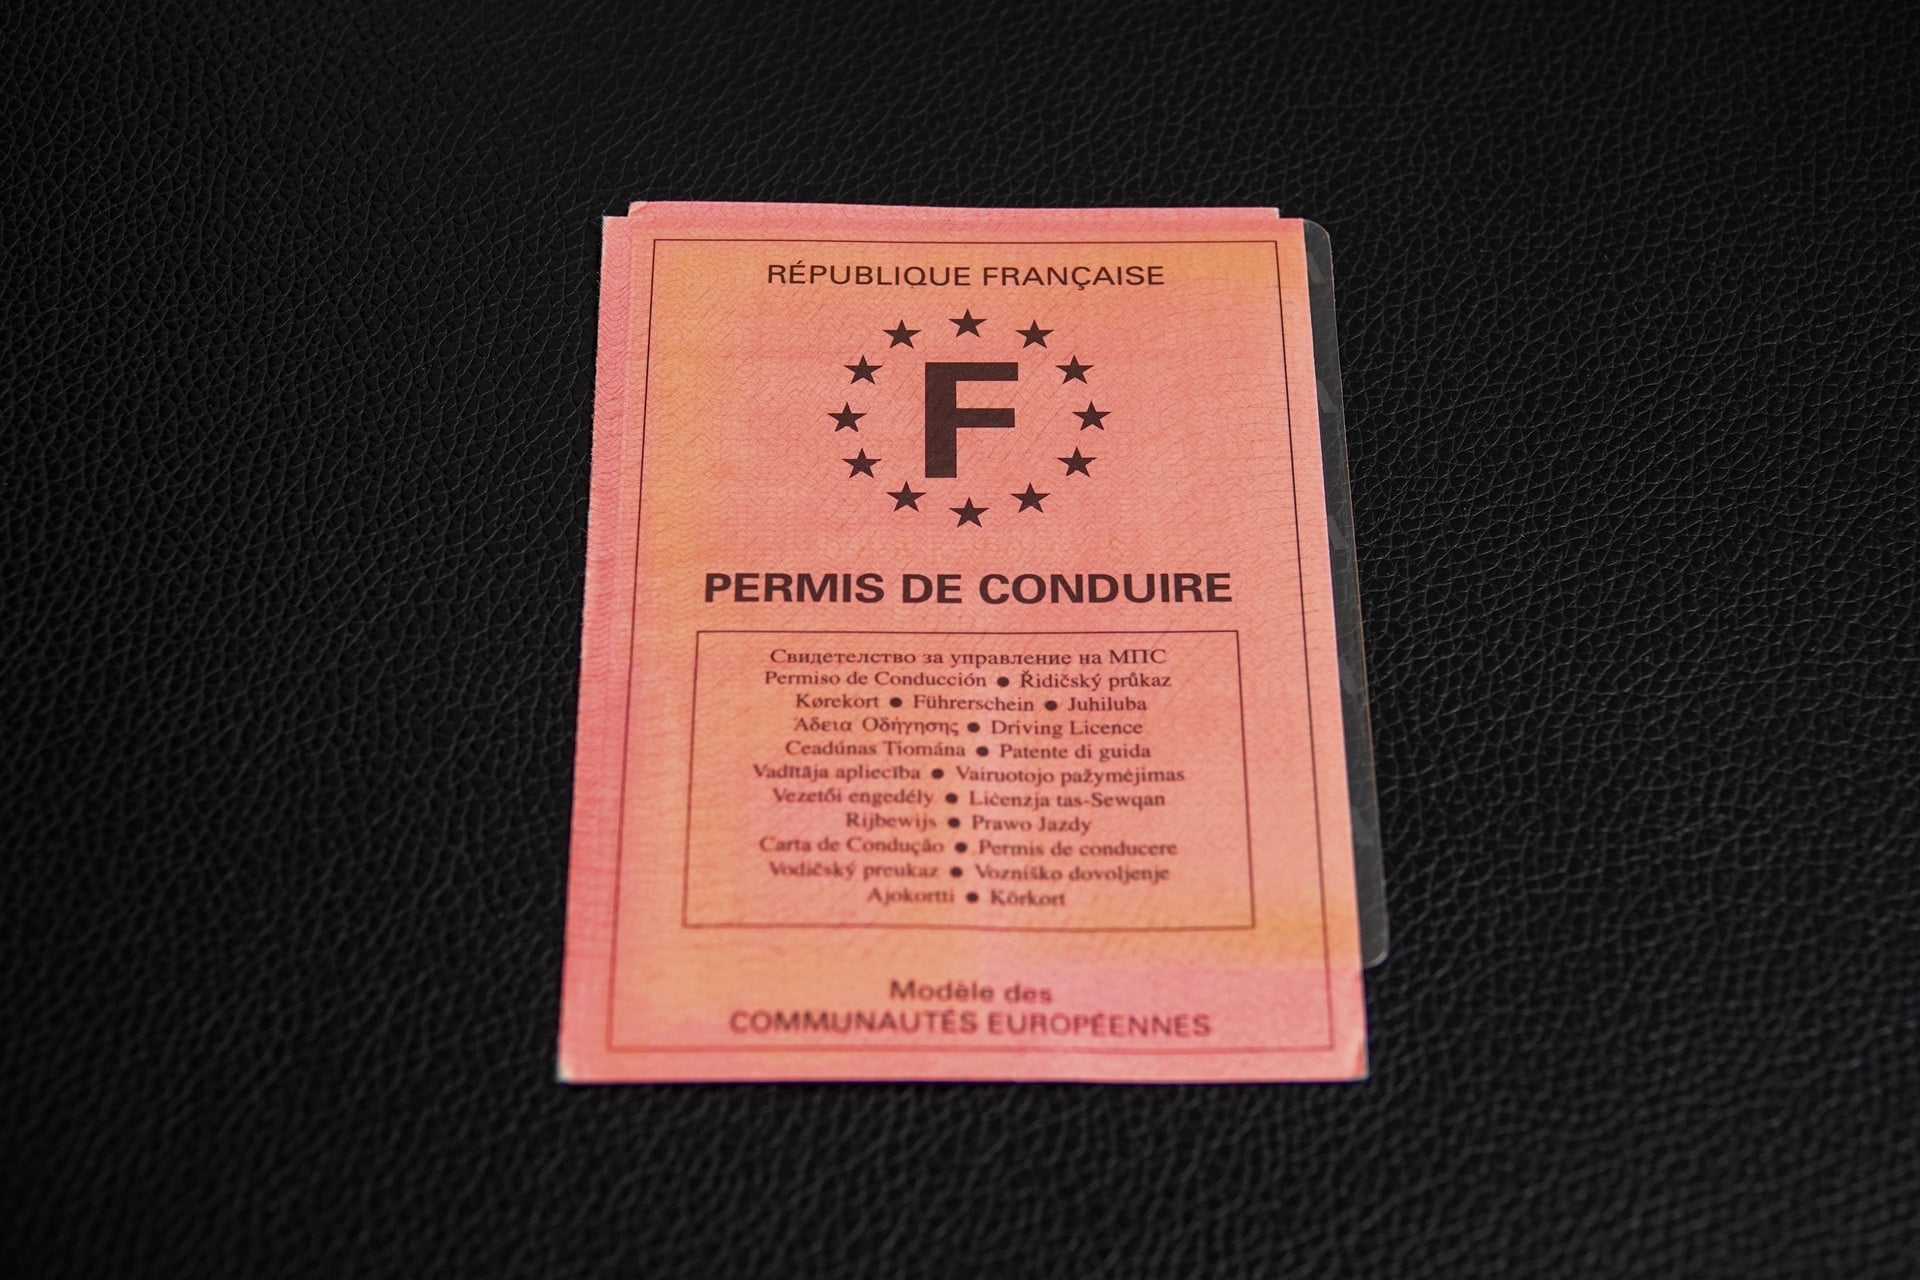 RÉPUBLIQUE FRANÇAISE
F
PERMIS DE CONDUIRE
Свидетелство за управление на МПС
Permiso de Conducción ● Řidičský průkaz
Kørekort ● Führerschein ● Juhiluba
Άδεια Οδήγησης ● Driving Licence
Ceadúnas Tiomána ● Patente di guida
Vadītāja apliecība ● Vairuotojo pažymėjimas
Vezetői engedély ● Liċenzja tas-Sewqan
Rijbewijs ● Prawo Jazdy
Carta de Condução ● Permis de conducere
Vodičský preukaz ● Vozniško dovoljenje
Ajokortti ● Körkort
Modèle des
COMMUNAUTÉS EUROPÉENNES